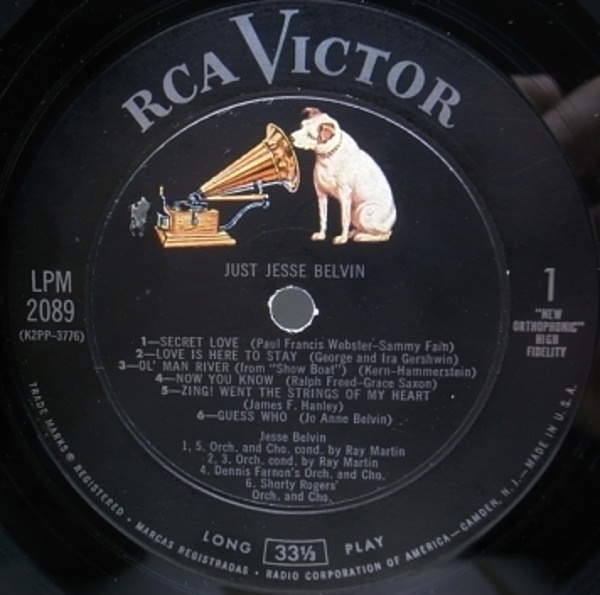 RCA VICTOR
JUST JESSE BELVIN
LPM
2089
(K2PP-3776)
1
"NEW
ORTHOPHONIC"
HIGH
FIDELITY
1—SECRET LOVE (Paul Francis Webster-Sammy Fain)
2—LOVE IS HERE TO STAY (George and Ira Gershwin)
3—OL' MAN RIVER (from "Show Boat") (Kern-Hammerstein)
4—NOW YOU KNOW (Ralph Freed-Grace Saxon)
5—ZING! WENT THE STRINGS OF MY HEART
(James F. Hanley)
6—GUESS WHO (Jo Anne Belvin)
Jesse Belvin
1, 5. Orch. and Cho. cond. by Ray Martin
2, 3. Orch. cond. by Ray Martin
4. Dennis Farnon's Orch. and Cho.
6. Shorty Rogers'
Orch. and Cho.
LONG 33⅓ PLAY
TRADE MARKS ® REGISTERED • MARCAS REGISTRADAS • RADIO CORPORATION OF AMERICA—CAMDEN, N. J.—MADE IN U. S. A.